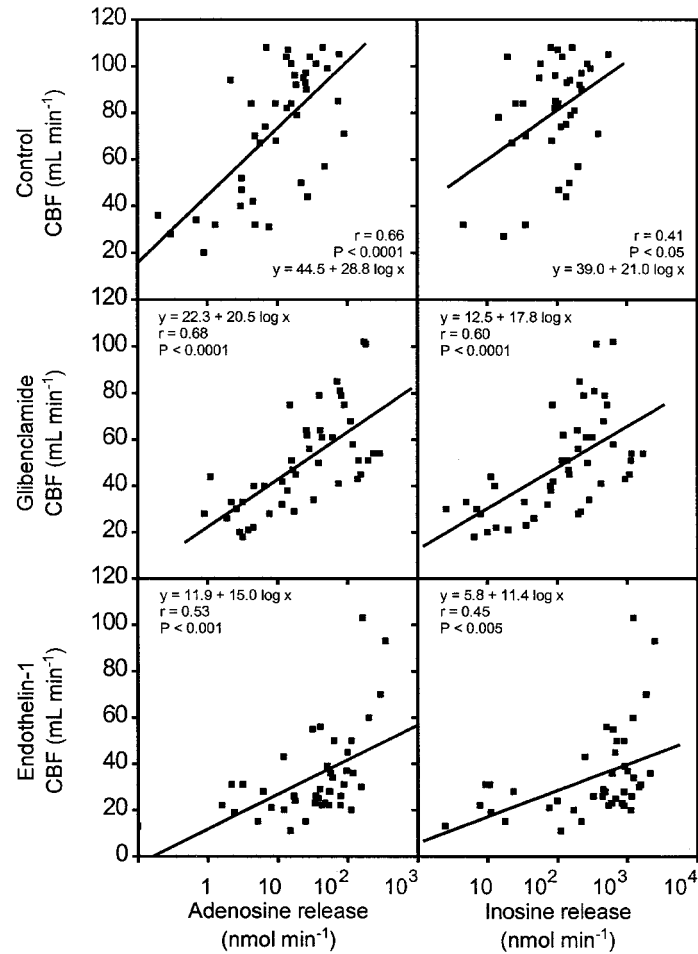 120
100
80
60
40
20
Control
CBF (mL min⁻¹)
r = 0.66
P < 0.0001
y = 44.5 + 28.8 log x
r = 0.41
P < 0.05
y = 39.0 + 21.0 log x
120
100
80
60
40
20
Glibenclamide
CBF (mL min⁻¹)
y = 22.3 + 20.5 log x
r = 0.68
P < 0.0001
y = 12.5 + 17.8 log x
r = 0.60
P < 0.0001
120
100
80
60
40
20
0
Endothelin-1
CBF (mL min⁻¹)
y = 11.9 + 15.0 log x
r = 0.53
P < 0.001
y = 5.8 + 11.4 log x
r = 0.45
P < 0.005
1 10 10² 10³
10 10² 10³ 10⁴
Adenosine release
(nmol min⁻¹)
Inosine release
(nmol min⁻¹)